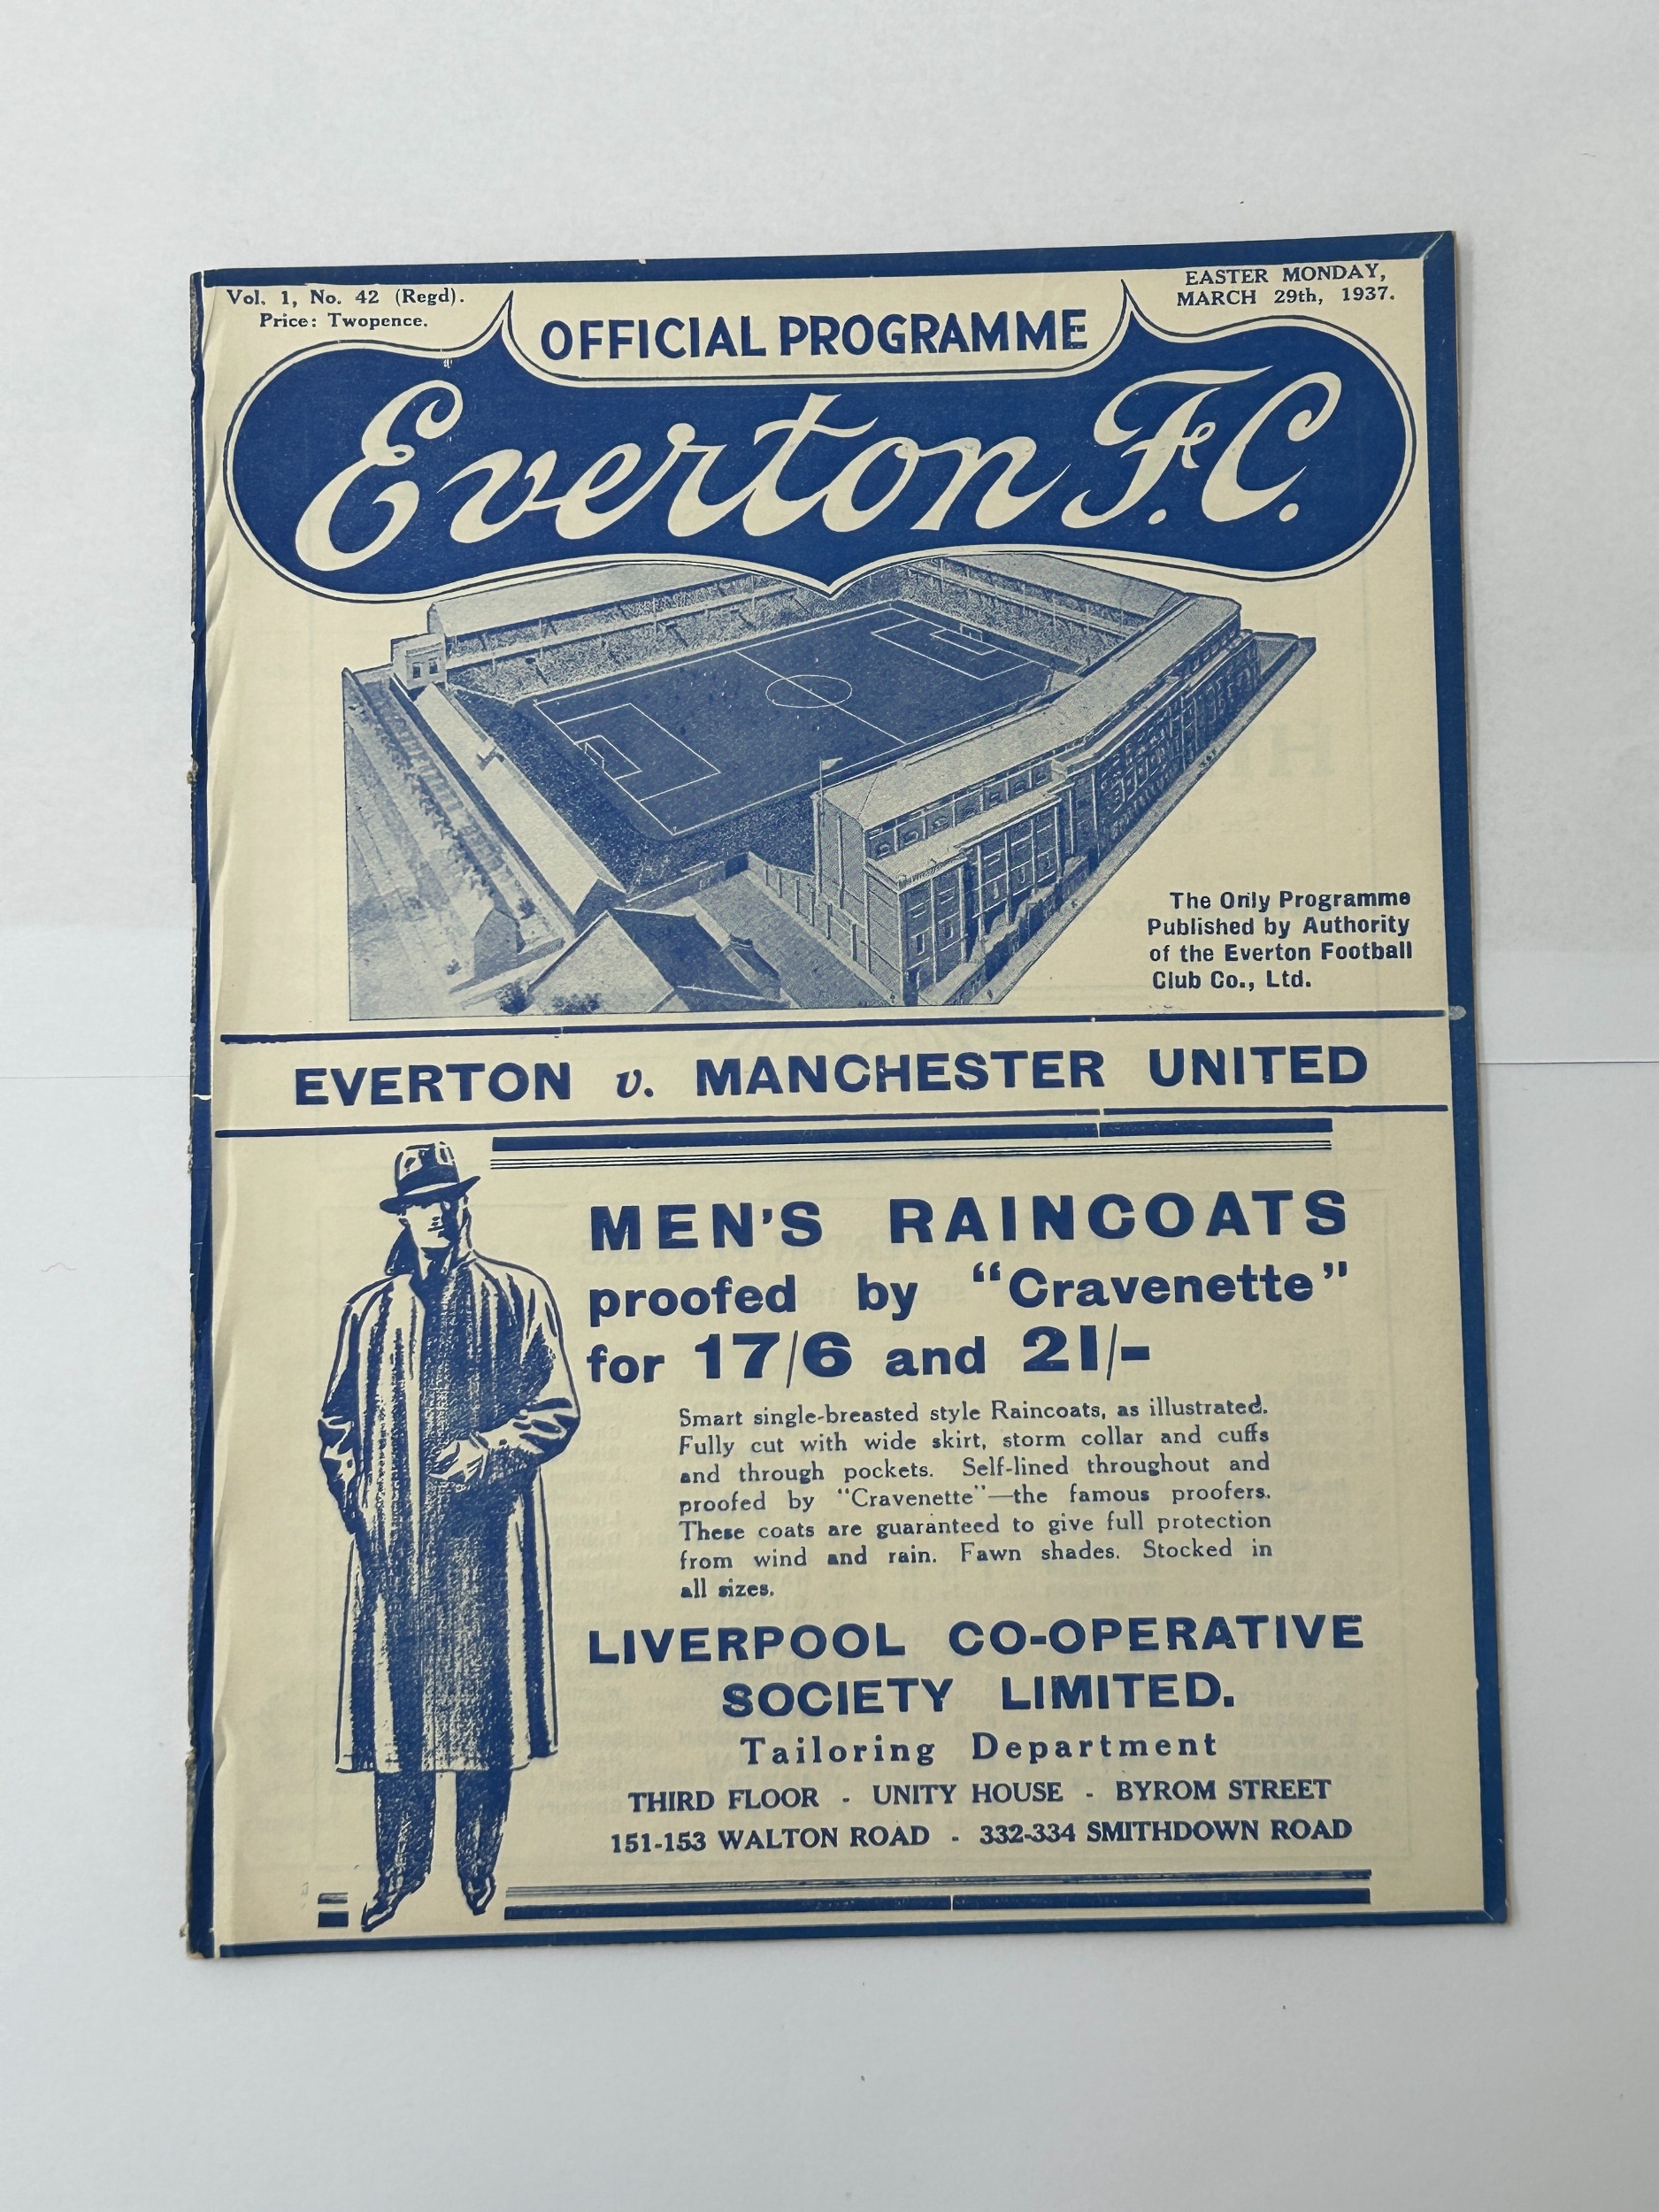 Vol. 1, No. 42 (Regd).
Price: Twopence.
EASTER MONDAY,
MARCH 29th, 1937.
OFFICIAL PROGRAMME
Everton F.C.
The Only Programme
Published by Authority
of the Everton Football
Club Co., Ltd.
EVERTON v. MANCHESTER UNITED
MEN'S RAINCOATS
proofed by "Cravenette"
for 17/6 and 21/-
Smart single-breasted style Raincoats, as illustrated.
Fully cut with wide skirt, storm collar and cuffs
and through pockets. Self-lined throughout and
proofed by "Cravenette"—the famous proofers.
These coats are guaranteed to give full protection
from wind and rain. Fawn shades. Stocked in
all sizes.
LIVERPOOL CO-OPERATIVE
SOCIETY LIMITED.
Tailoring Department
THIRD FLOOR - UNITY HOUSE - BYROM STREET
151-153 WALTON ROAD - 332-334 SMITHDOWN ROAD